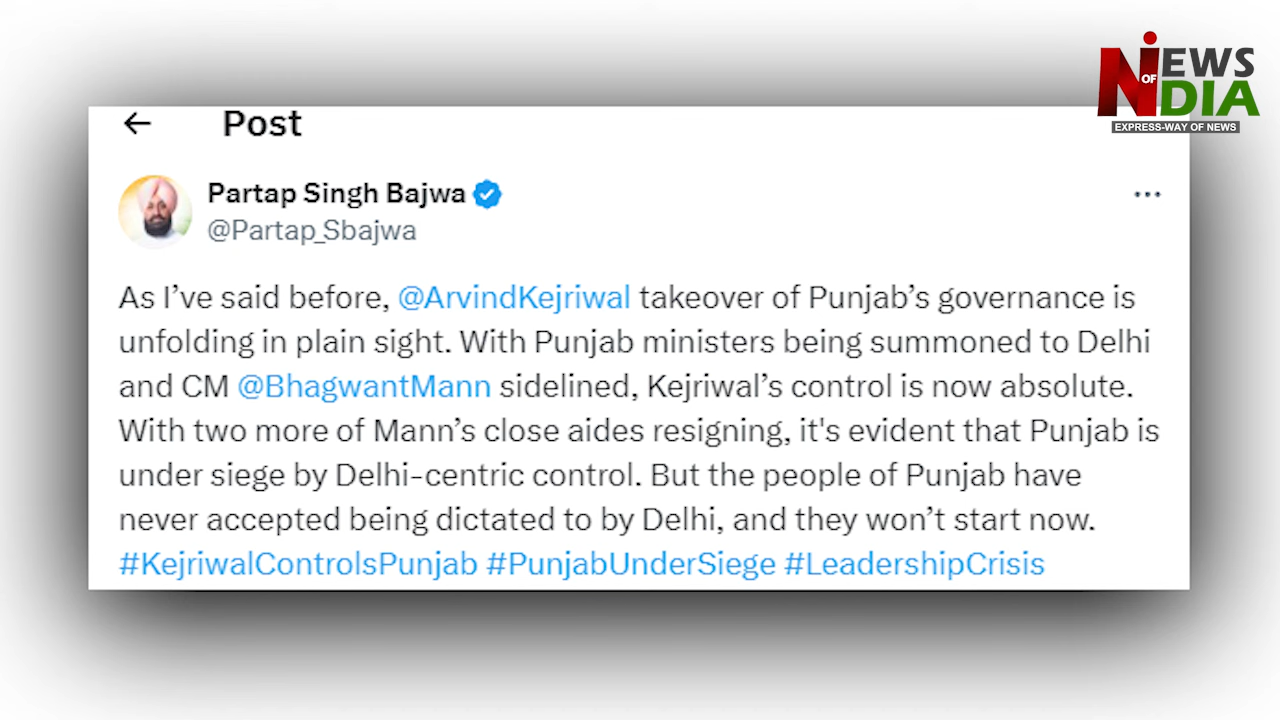 NEWS
OF
INDIA
EXPRESS-WAY OF NEWS
Post
Partap Singh Bajwa
@Partap_Sbajwa
As I’ve said before, @ArvindKejriwal takeover of Punjab’s governance is
unfolding in plain sight. With Punjab ministers being summoned to Delhi
and CM @BhagwantMann sidelined, Kejriwal’s control is now absolute.
With two more of Mann’s close aides resigning, it's evident that Punjab is
under siege by Delhi-centric control. But the people of Punjab have
never accepted being dictated to by Delhi, and they won’t start now.
#KejriwalControlsPunjab #PunjabUnderSiege #LeadershipCrisis